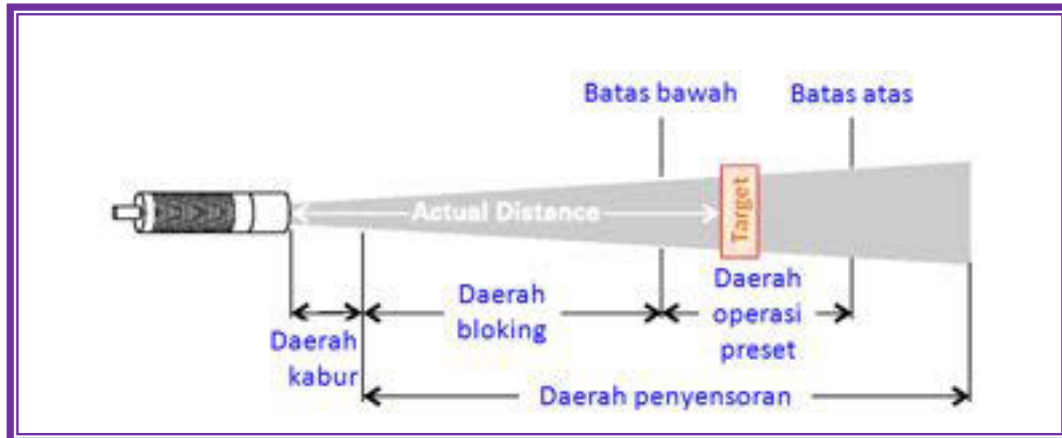 Batas bawah
Batas atas
Actual Distance
Target
Daerah
kabur
Daerah
bloking
Daerah
operasi
preset
Daerah penyensoran